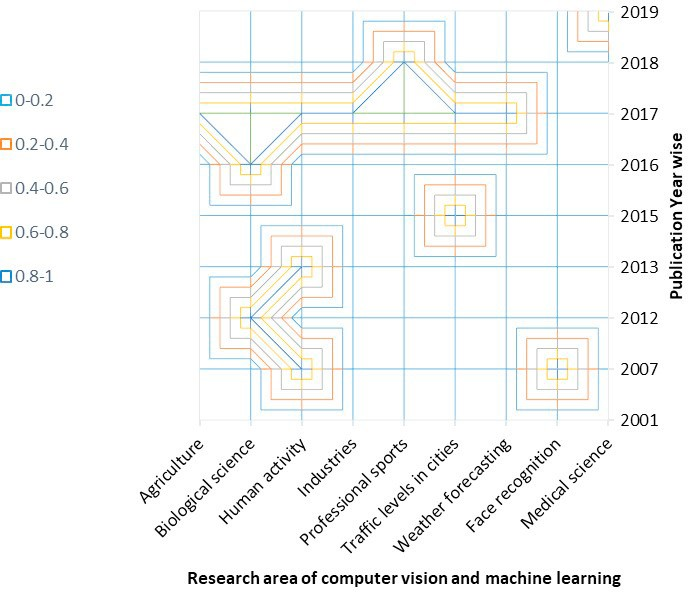 0-0.2
0.2-0.4
0.4-0.6
0.6-0.8
0.8-1
2019
2018
2017
2016
2015
2013
2012
2007
2001
Publication Year wise
Agriculture
Biological science
Human activity
Industries
Professional sports
Traffic levels in cities
Weather forecasting
Face recognition
Medical science
Research area of computer vision and machine learning